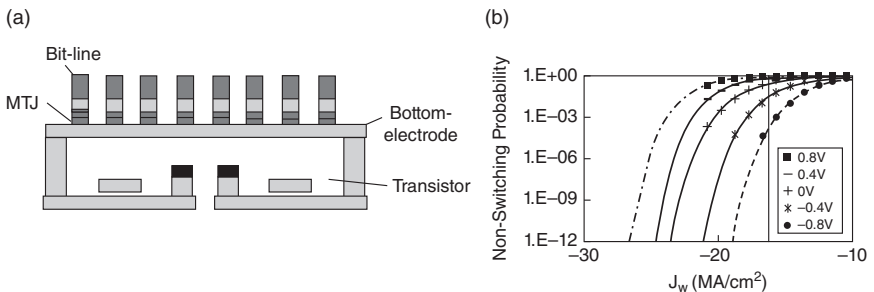 (a)
Bit-line
MTJ
Bottom-
electrode
Transistor
(b)
Non-Switching Probability
1.E+00
1.E−03
1.E−06
1.E−09
1.E−12
−30
−20
−10
J_w (MA/cm²)
0.8V
0.4V
0V
−0.4V
−0.8V